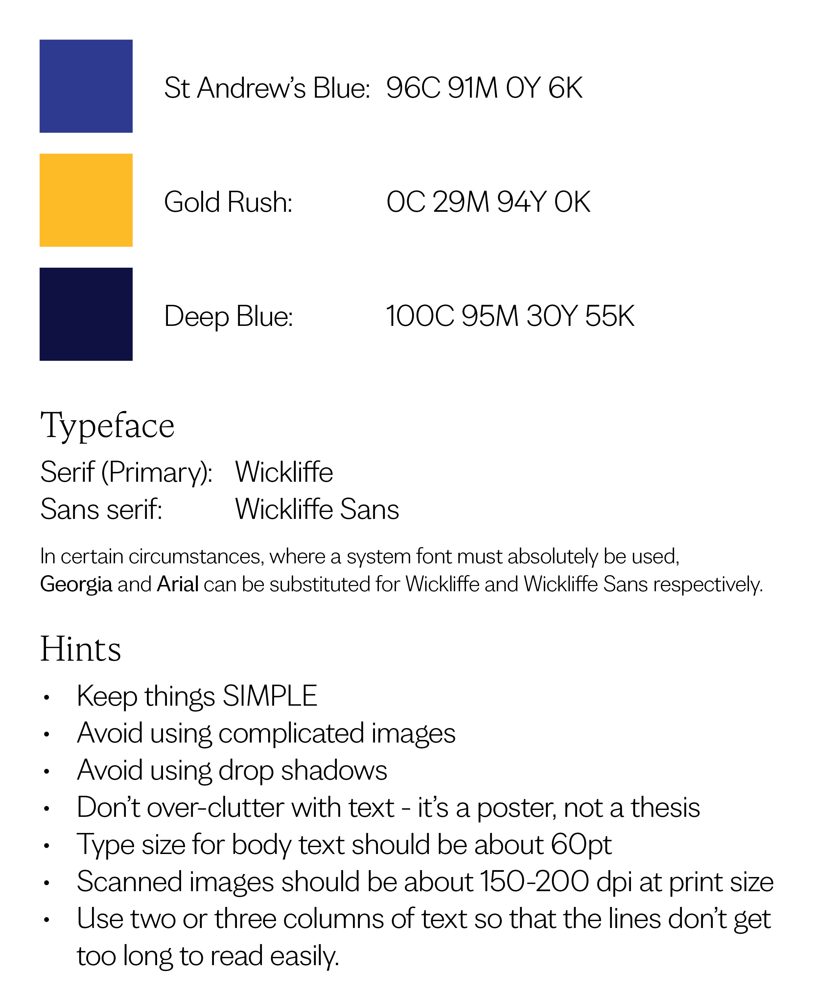 St Andrew’s Blue: 96C 91M 0Y 6K
Gold Rush: 0C 29M 94Y 0K
Deep Blue: 100C 95M 30Y 55K
Typeface
Serif (Primary): Wickliffe
Sans serif: Wickliffe Sans
In certain circumstances, where a system font must absolutely be used,
Georgia and Arial can be substituted for Wickliffe and Wickliffe Sans respectively.
Hints
• Keep things SIMPLE
• Avoid using complicated images
• Avoid using drop shadows
• Don’t over-clutter with text - it’s a poster, not a thesis
• Type size for body text should be about 60pt
• Scanned images should be about 150-200 dpi at print size
• Use two or three columns of text so that the lines don’t get
too long to read easily.